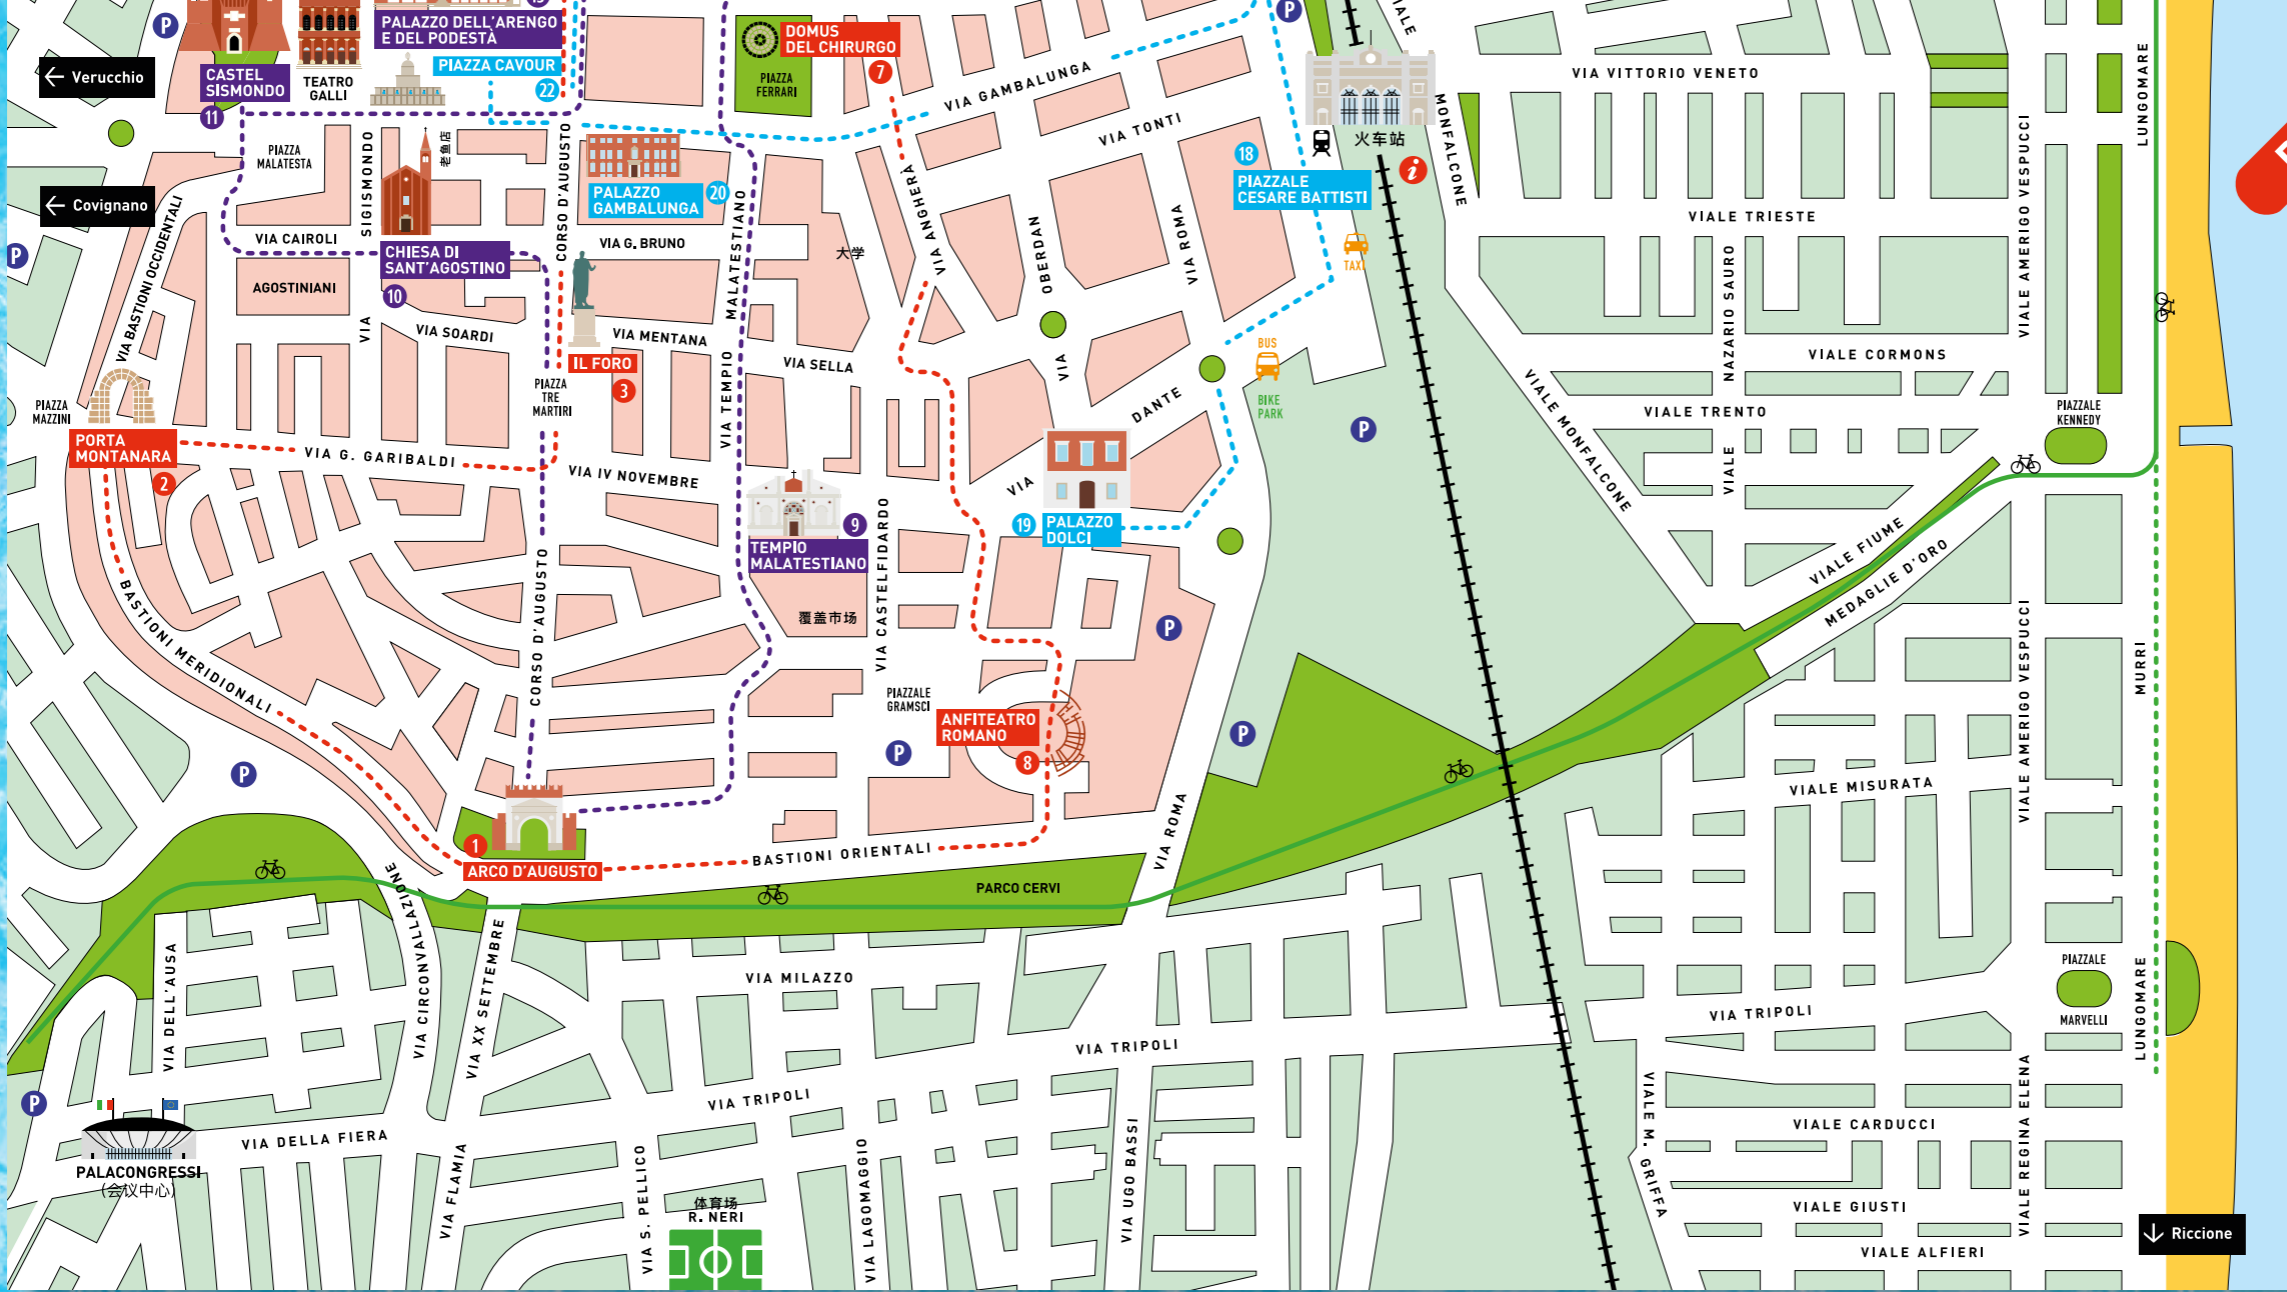 P
13
P
VIALE
PALAZZO DELL'ARENGO
E DEL PODESTÀ
DOMUS
DEL CHIRURGO
7
PIAZZA CAVOUR
22
← Verucchio
CASTEL
SISMONDO
11
TEATRO
GALLI
PIAZZA
FERRARI
VIA GAMBALUNGA
VIA VITTORIO VENETO
LUNGOMARE
VIA TONTI
火车站
i
MONFALCONE
PIAZZA
MALATESTA
SIGISMONDO
老鱼店
CORSO D'AUGUSTO
PALAZZO
GAMBALUNGA
20
18
PIAZZALE
CESARE BATTISTI
VIALE AMERIGO VESPUCCI
← Covignano
VIA ANGHERÀ
VIA CAIROLI
VIA G. BRUNO
MALATESTIANO
大学
OBERDAN
VIA ROMA
VIALE TRIESTE
P
VIA BASTIONI OCCIDENTALI
CHIESA DI
SANT'AGOSTINO
10
TAXI
AGOSTINIANI
VIA
VIA SOARDI
VIA MENTANA
NAZARIO SAURO
IL FORO
3
VIA TEMPIO
VIA SELLA
VIA
BUS
BIKE
PARK
VIALE CORMONS
PIAZZA
MAZZINI
PIAZZA
TRE
MARTIRI
DANTE
VIALE MONFALCONE
VIALE TRENTO
PIAZZALE
KENNEDY
PORTA
MONTANARA
2
VIA G. GARIBALDI
P
VIA IV NOVEMBRE
VIA
VIALE
9
TEMPIO
MALATESTIANO
19
PALAZZO
DOLCI
VIA CASTELFIDARDO
VIALE FIUME
MEDAGLIE D'ORO
BASTIONI MERIDIONALI
CORSO D'AUGUSTO
覆盖市场
P
VIALE AMERIGO VESPUCCI
MURRI
PIAZZALE
GRAMSCI
ANFITEATRO
ROMANO
8
P
P
P
VIALE MISURATA
1
ARCO D'AUGUSTO
BASTIONI ORIENTALI
VIA ROMA
PARCO CERVI
VIA CIRCONVALLAZIONE
VIA XX SETTEMBRE
VIA DELL'AUSA
VIA MILAZZO
PIAZZALE
MARVELLI
LUNGOMARE
VIA TRIPOLI
VIA TRIPOLI
VIA TRIPOLI
P
PALACONGRESSI
(会议中心)
VIA DELLA FIERA
VIA FLAMIA
VIA S. PELLICO
VIA LAGOMAGGIO
VIA UGO BASSI
VIALE M. GRIFFA
VIALE CARDUCCI
VIALE REGINA ELENA
体育场
R. NERI
VIALE GIUSTI
↓ Riccione
VIALE ALFIERI